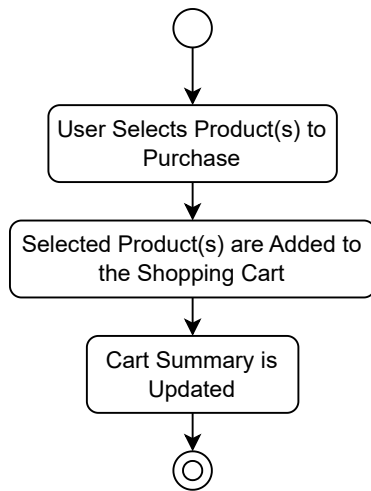 User Selects Product(s) to
Purchase
Selected Product(s) are Added to
the Shopping Cart
Cart Summary is
Updated